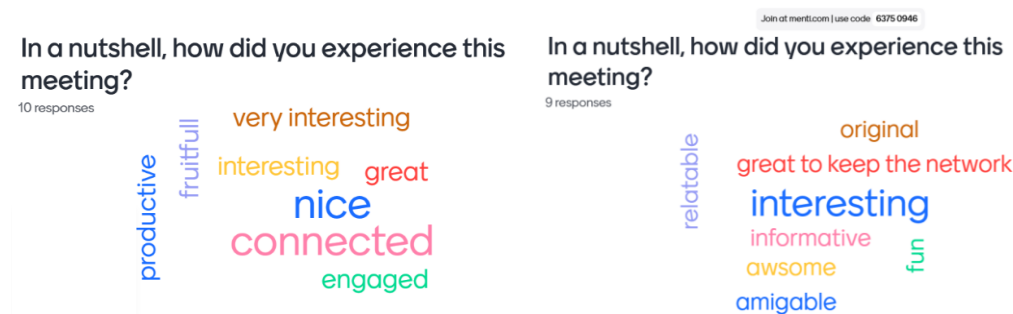 In a nutshell, how did you experience this
meeting?
10 responses
very interesting
fruitfull
interesting
great
productive
nice
connected
engaged
Join at menti.com | use code 6375 0946
In a nutshell, how did you experience this
meeting?
9 responses
original
relatable
great to keep the network
interesting
informative
fun
awsome
amigable